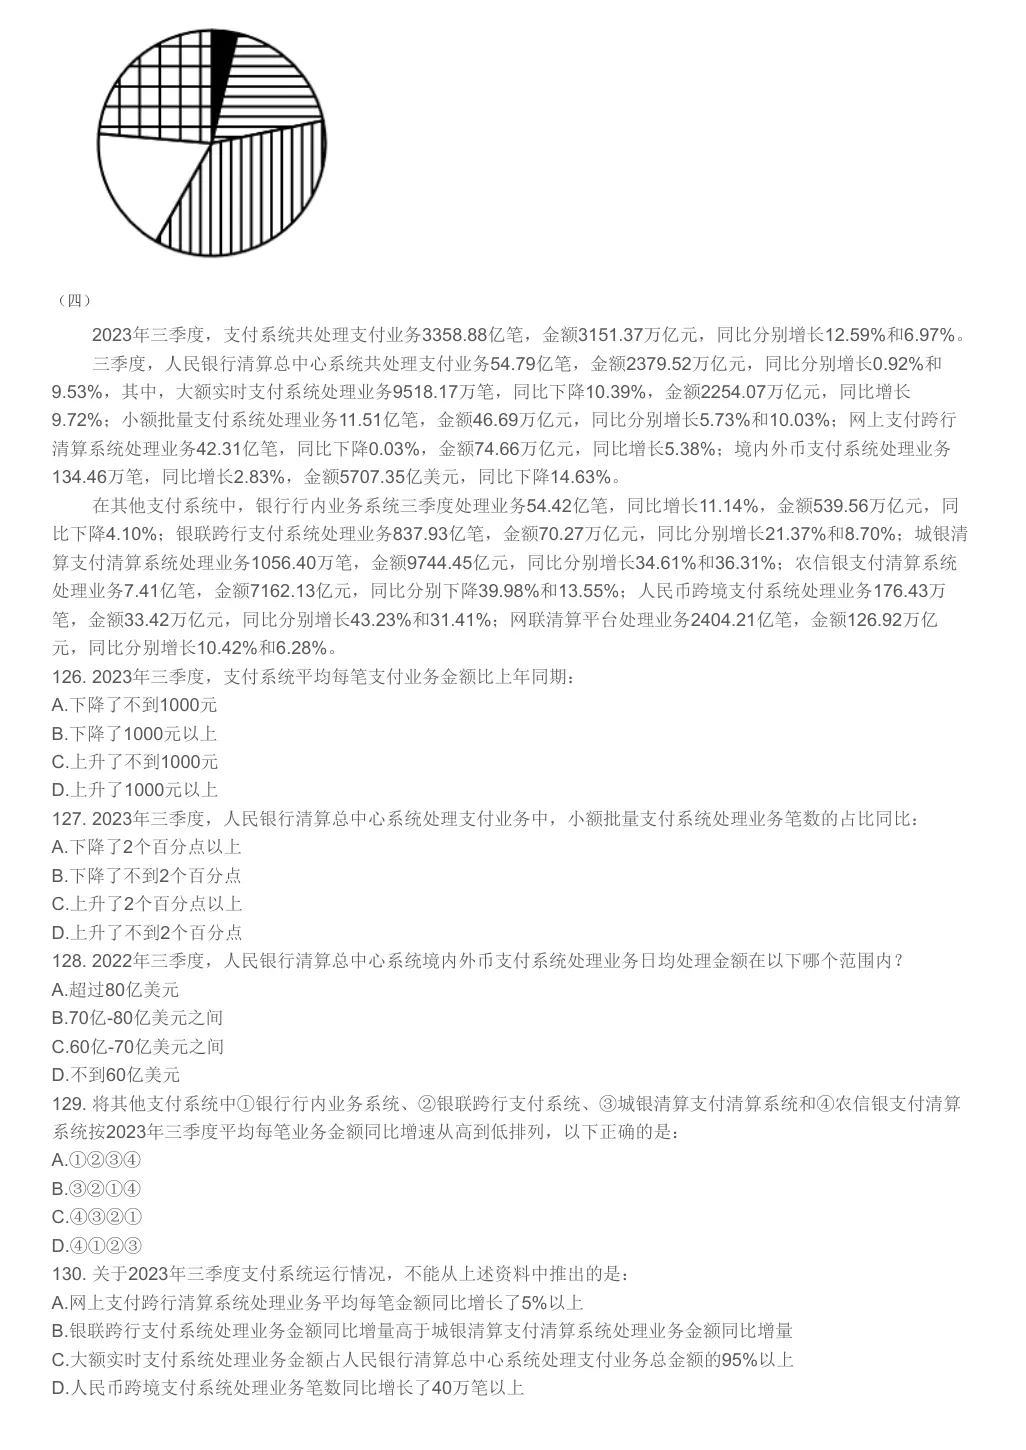 （四）
2023年三季度，支付系统共处理支付业务3358.88亿笔，金额3151.37万亿元，同比分别增长12.59%和6.97%。
三季度，人民银行清算总中心系统共处理支付业务54.79亿笔，金额2379.52万亿元，同比分别增长0.92%和
9.53%，其中，大额实时支付系统处理业务9518.17万笔，同比下降10.39%，金额2254.07万亿元，同比增长
9.72%；小额批量支付系统处理业务11.51亿笔，金额46.69万亿元，同比分别增长5.73%和10.03%；网上支付跨行
清算系统处理业务42.31亿笔，同比下降0.03%，金额74.66万亿元，同比增长5.38%；境内外币支付系统处理业务
134.46万笔，同比增长2.83%，金额5707.35亿美元，同比下降14.63%。
在其他支付系统中，银行行内业务系统三季度处理业务54.42亿笔，同比增长11.14%，金额539.56万亿元，同
比下降4.10%；银联跨行支付系统处理业务837.93亿笔，金额70.27万亿元，同比分别增长21.37%和8.70%；城银清
算支付清算系统处理业务1056.40万笔，金额9744.45亿元，同比分别增长34.61%和36.31%；农信银支付清算系统
处理业务7.41亿笔，金额7162.13亿元，同比分别下降39.98%和13.55%；人民币跨境支付系统处理业务176.43万
笔，金额33.42万亿元，同比分别增长43.23%和31.41%；网联清算平台处理业务2404.21亿笔，金额126.92万亿
元，同比分别增长10.42%和6.28%。
126. 2023年三季度，支付系统平均每笔支付业务金额比上年同期：
A.下降了不到1000元
B.下降了1000元以上
C.上升了不到1000元
D.上升了1000元以上
127. 2023年三季度，人民银行清算总中心系统处理支付业务中，小额批量支付系统处理业务笔数的占比同比：
A.下降了2个百分点以上
B.下降了不到2个百分点
C.上升了2个百分点以上
D.上升了不到2个百分点
128. 2022年三季度，人民银行清算总中心系统境内外币支付系统处理业务日均处理金额在以下哪个范围内？
A.超过80亿美元
B.70亿-80亿美元之间
C.60亿-70亿美元之间
D.不到60亿美元
129. 将其他支付系统中①银行行内业务系统、②银联跨行支付系统、③城银清算支付清算系统和④农信银支付清算
系统按2023年三季度平均每笔业务金额同比增速从高到低排列，以下正确的是：
A.①②③④
B.③②①④
C.④③②①
D.④①②③
130. 关于2023年三季度支付系统运行情况，不能从上述资料中推出的是：
A.网上支付跨行清算系统处理业务平均每笔金额同比增长了5%以上
B.银联跨行支付系统处理业务金额同比增量高于城银清算支付清算系统处理业务金额同比增量
C.大额实时支付系统处理业务金额占人民银行清算总中心系统处理支付业务总金额的95%以上
D.人民币跨境支付系统处理业务笔数同比增长了40万笔以上